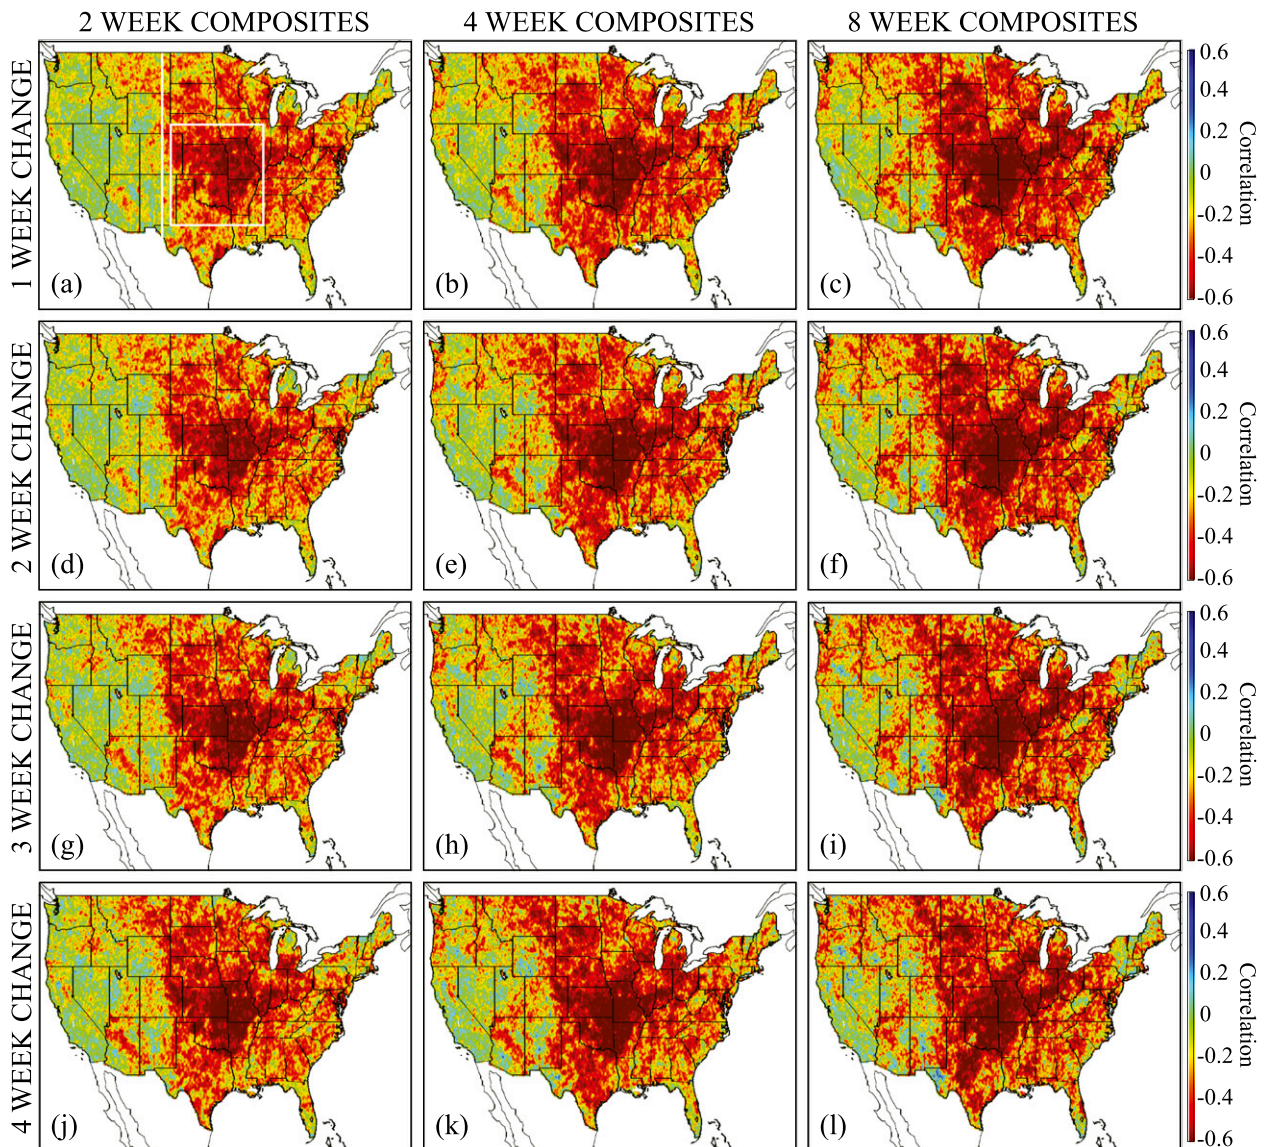 2 WEEK COMPOSITES 4 WEEK COMPOSITES 8 WEEK COMPOSITES
1 WEEK CHANGE
(a) (b) (c)
0.6
0.4
0.2
0
-0.2
-0.4
-0.6
Correlation
2 WEEK CHANGE
(d) (e) (f)
0.6
0.4
0.2
0
-0.2
-0.4
-0.6
Correlation
3 WEEK CHANGE
(g) (h) (i)
0.6
0.4
0.2
0
-0.2
-0.4
-0.6
Correlation
4 WEEK CHANGE
(j) (k) (l)
0.6
0.4
0.2
0
-0.2
-0.4
-0.6
Correlation